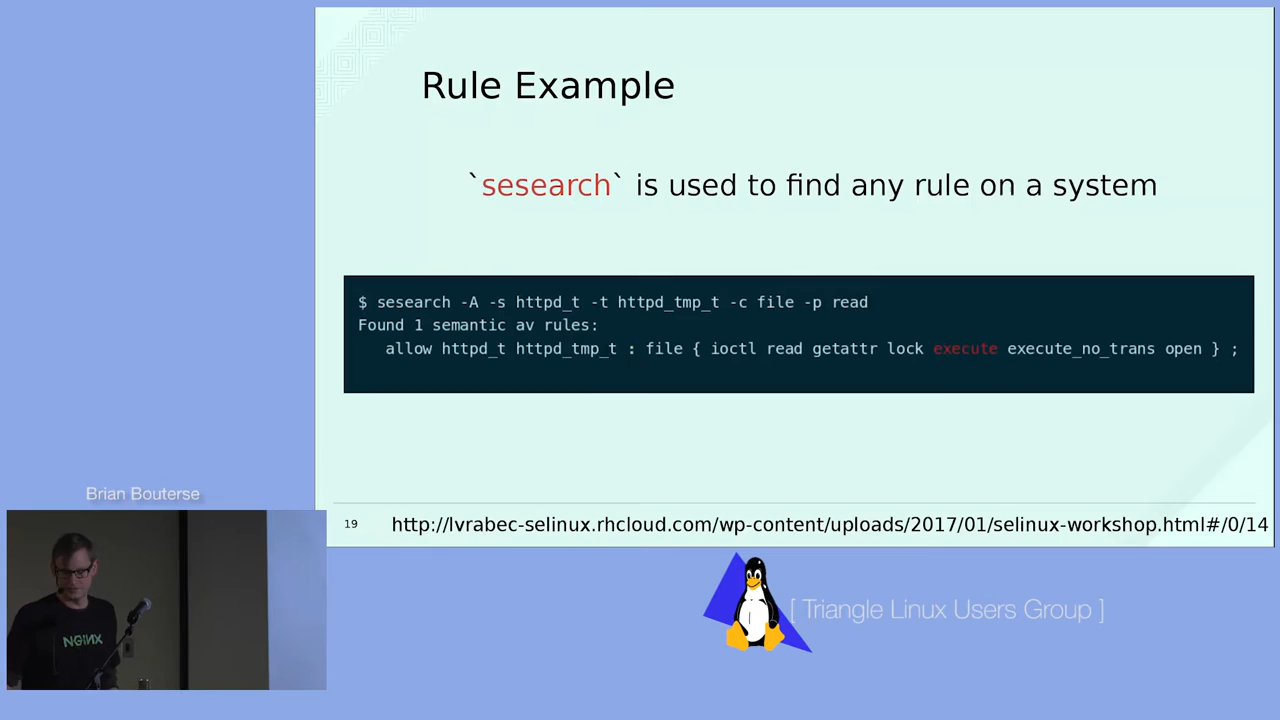 Rule Example
`sesearch` is used to find any rule on a system
$ sesearch -A -s httpd_t -t httpd_tmp_t -c file -p read
Found 1 semantic av rules:
allow httpd_t httpd_tmp_t : file { ioctl read getattr lock execute execute_no_trans open } ;
19
http://lvrabec-selinux.rhcloud.com/wp-content/uploads/2017/01/selinux-workshop.html#/0/14
Brian Bouterse
NGINX
[ Triangle Linux Users Group ]